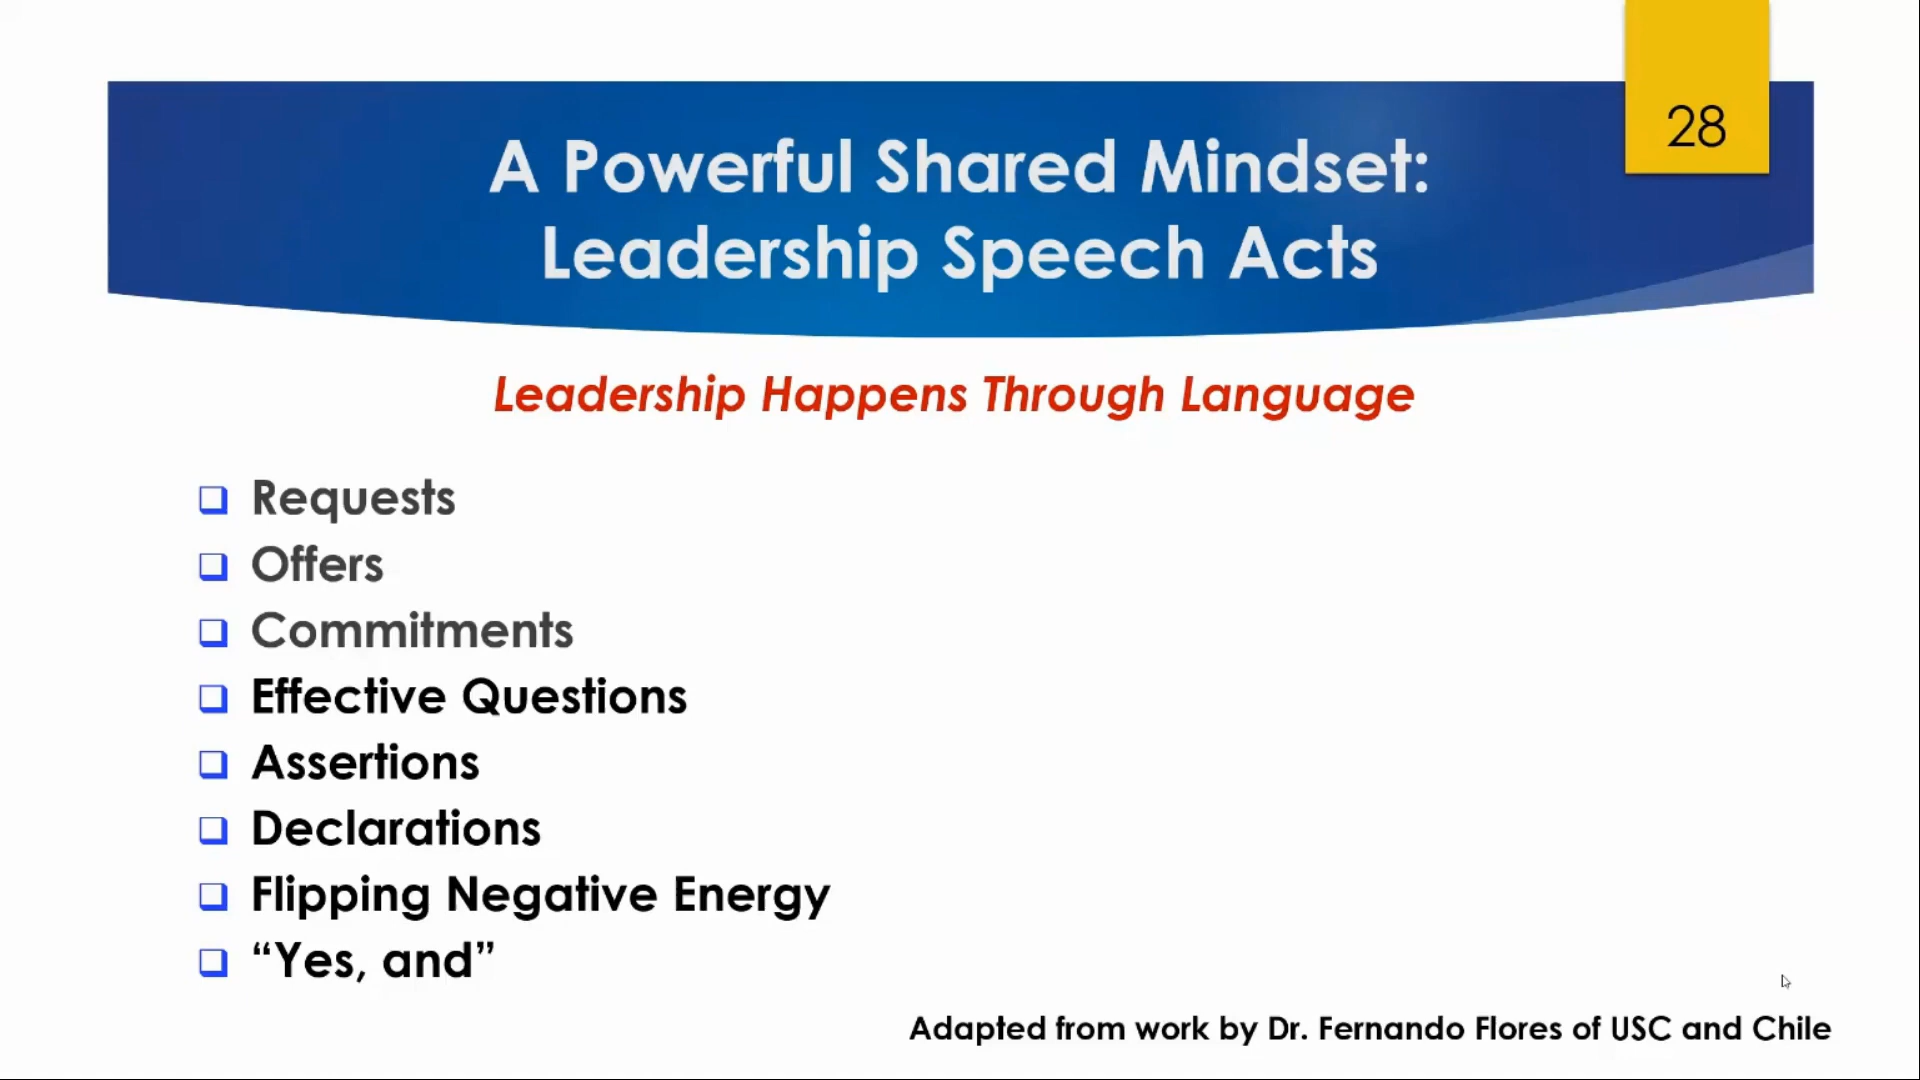 28
A Powerful Shared Mindset:
Leadership Speech Acts
Leadership Happens Through Language
Requests
Offers
Commitments
Effective Questions
Assertions
Declarations
Flipping Negative Energy
“Yes, and”
Adapted from work by Dr. Fernando Flores of USC and Chile